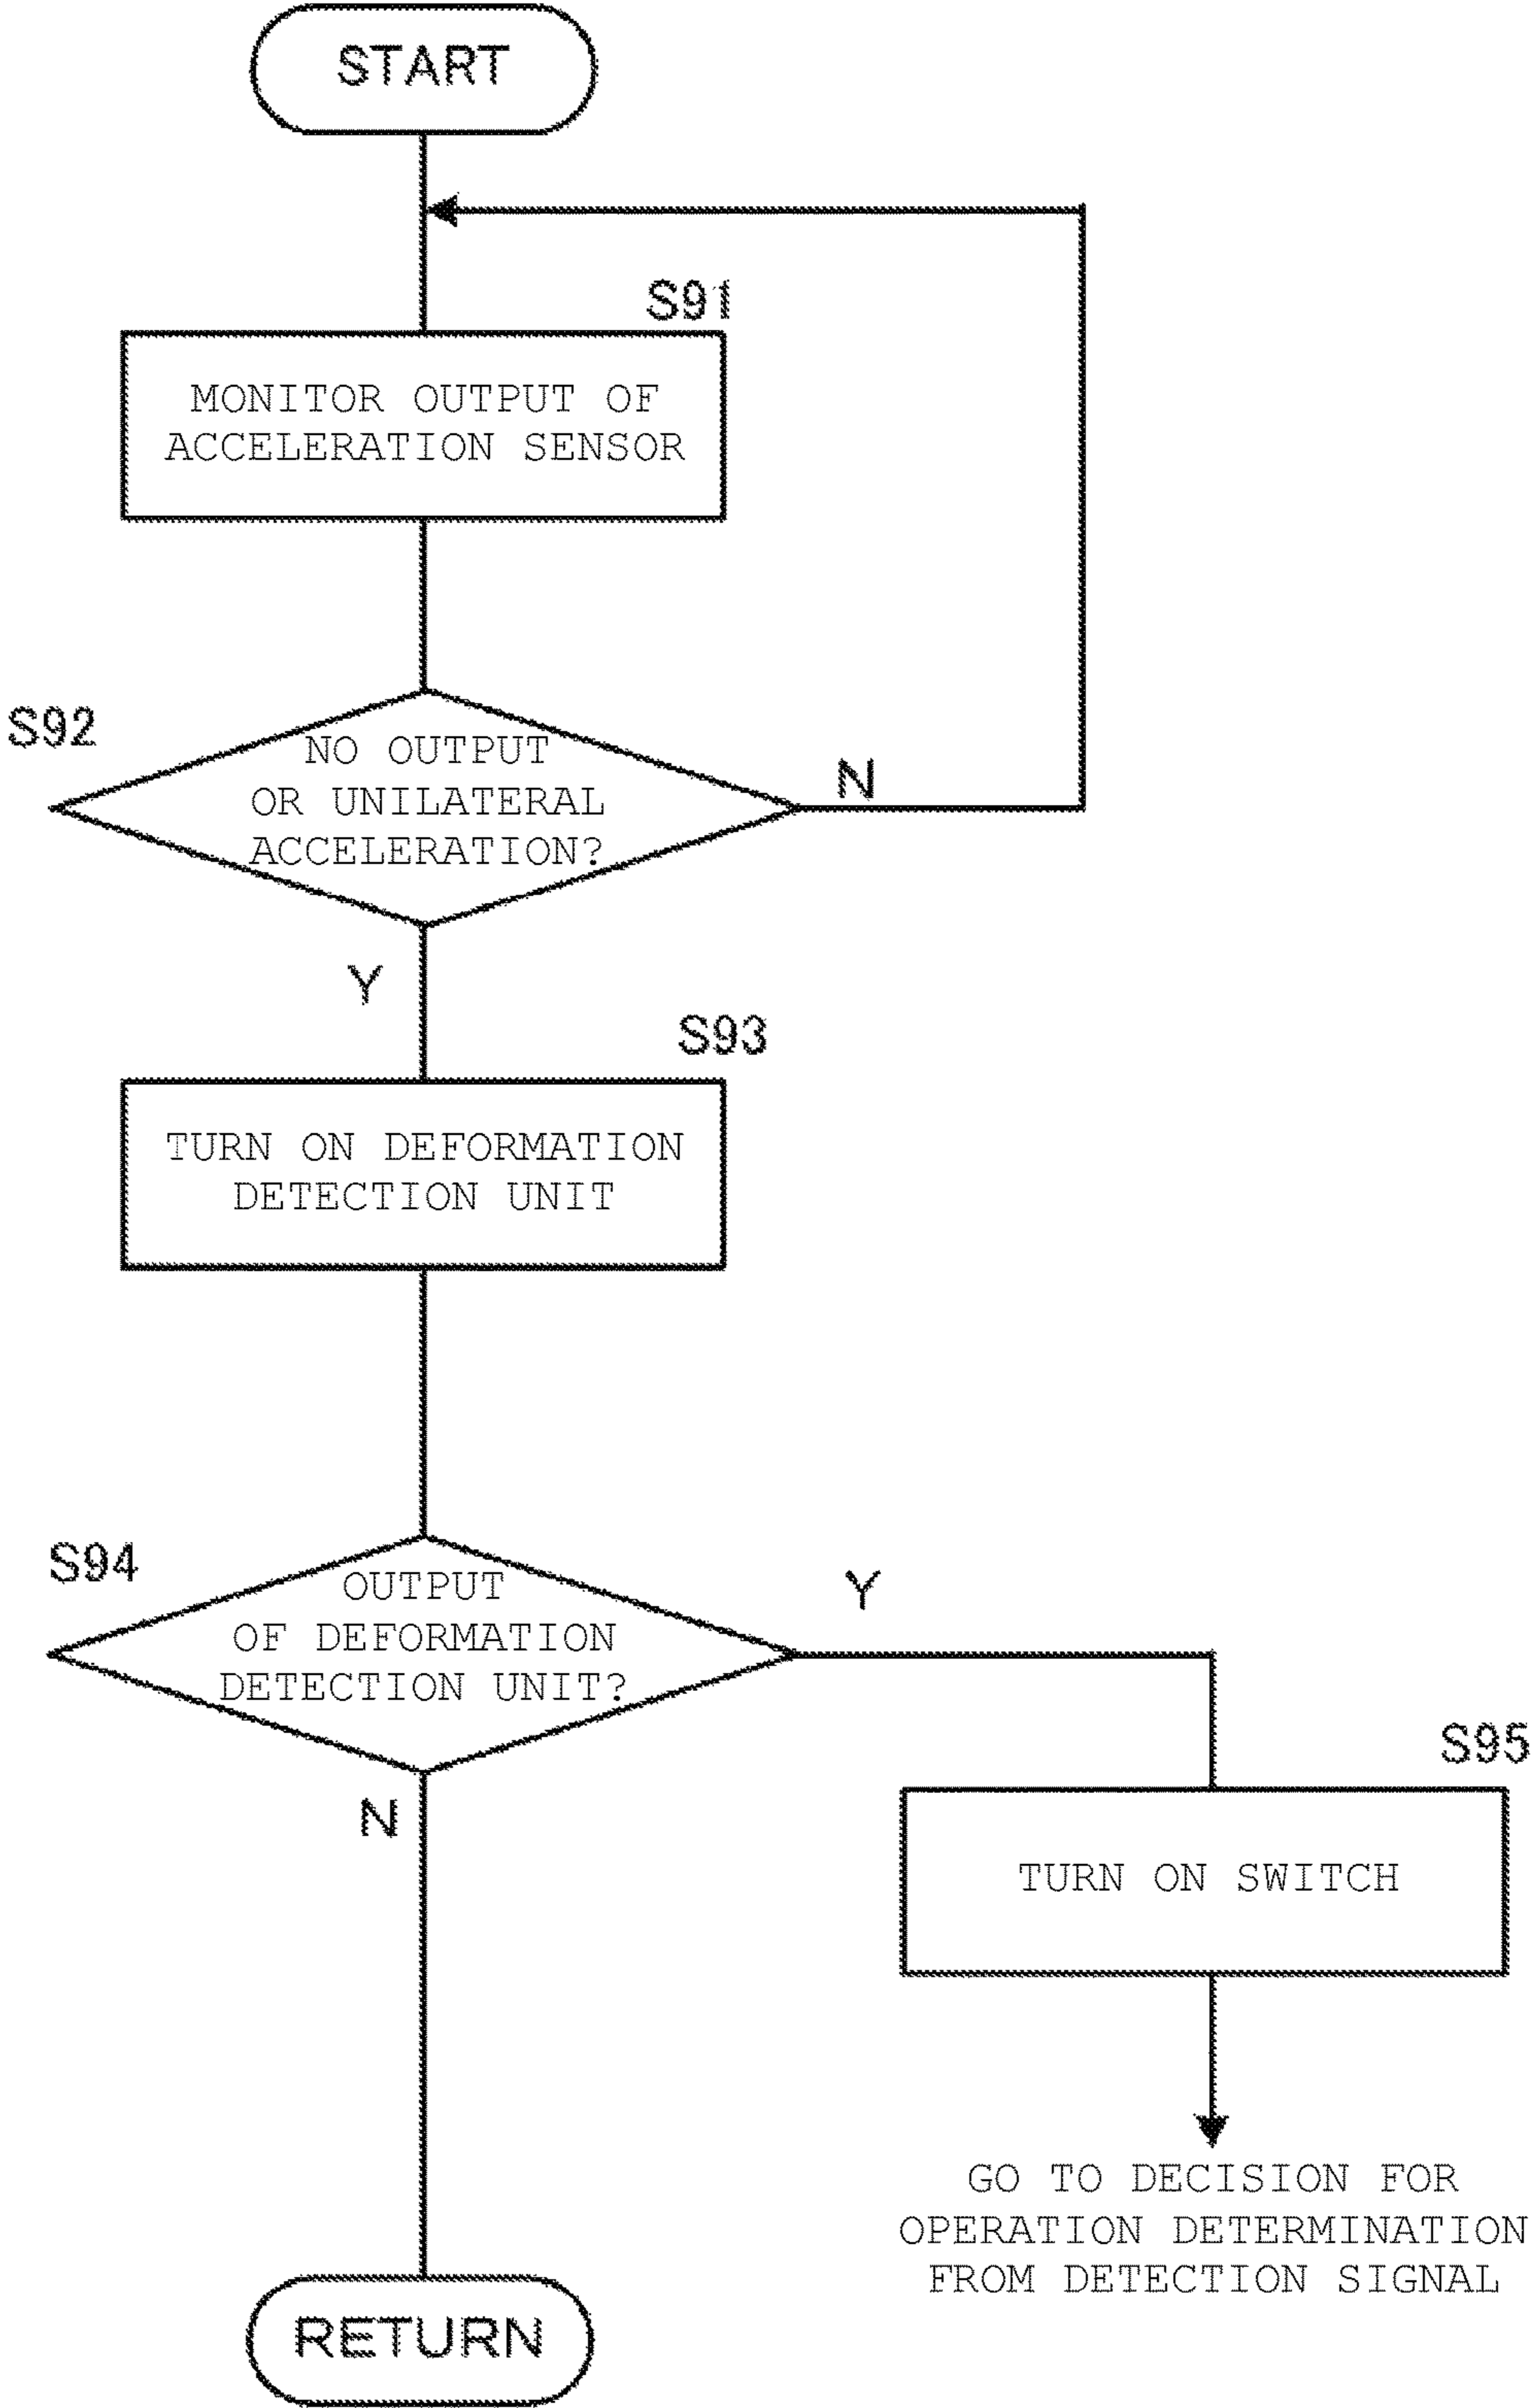 START
S91
MONITOR OUTPUT OF
ACCELERATION SENSOR
S92
NO OUTPUT
OR UNILATERAL
ACCELERATION?
N
Y
S93
TURN ON DEFORMATION
DETECTION UNIT
S94
OUTPUT
OF DEFORMATION
DETECTION UNIT?
Y
N
S95
TURN ON SWITCH
GO TO DECISION FOR
OPERATION DETERMINATION
FROM DETECTION SIGNAL
RETURN